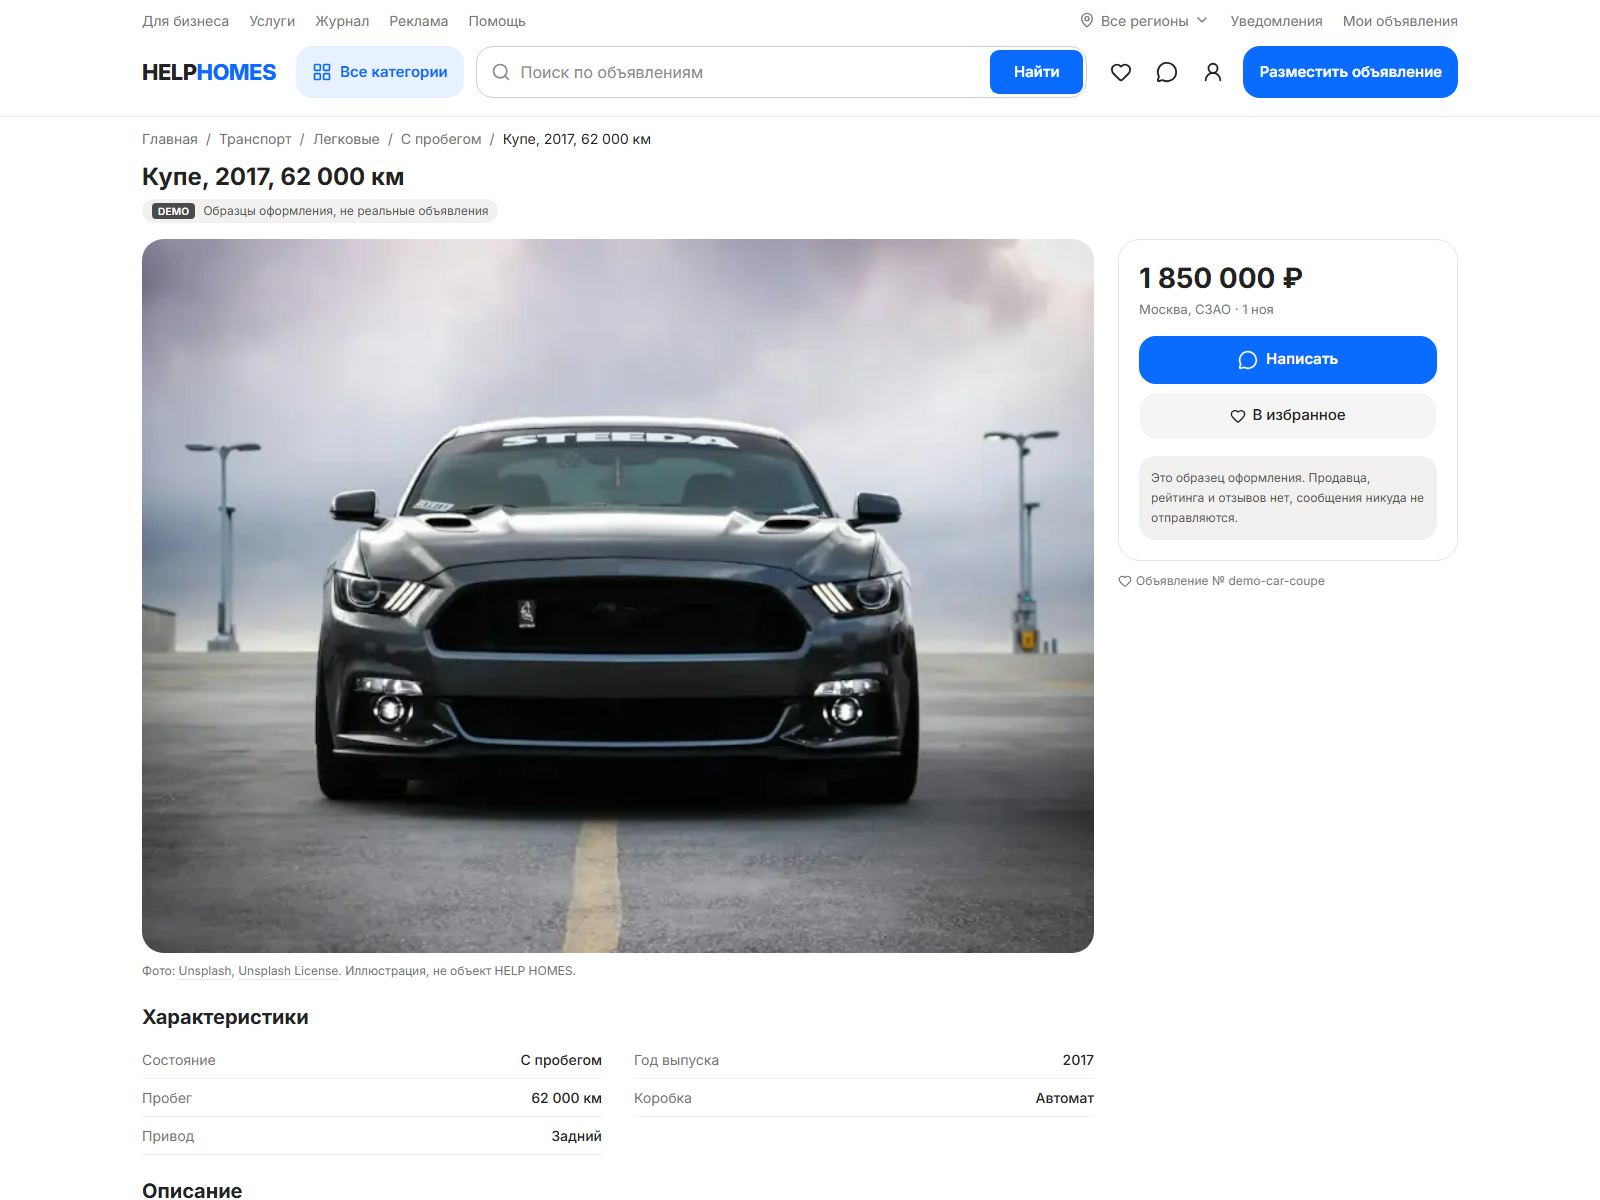 Для бизнеса Услуги Журнал Реклама Помощь Все регионы Уведомления Мои объявления
HELPHOMES Все категории Поиск по объявлениям Найти Разместить объявление
Главная / Транспорт / Легковые / С пробегом / Купе, 2017, 62 000 км
Купе, 2017, 62 000 км
DEMO Образцы оформления, не реальные объявления
STEEDA
1 850 000 ₽
Москва, СЗАО · 1 ноя
Написать
В избранное
Это образец оформления. Продавца,
рейтинга и отзывов нет, сообщения никуда не
отправляются.
Объявление № demo-car-coupe
Фото: Unsplash, Unsplash License. Иллюстрация, не объект HELP HOMES.
Характеристики
Состояние С пробегом Год выпуска 2017
Пробег 62 000 км Коробка Автомат
Привод Задний
Описание